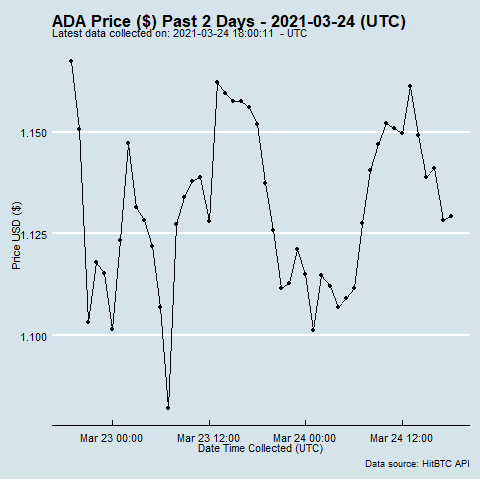 ADA Price ($) Past 2 Days - 2021-03-24 (UTC)
Latest data collected on: 2021-03-24 18:00:11 - UTC
1.150
1.125
1.100
Price USD ($)
Mar 23 00:00 Mar 23 12:00 Mar 24 00:00 Mar 24 12:00
Date Time Collected (UTC)
Data source: HitBTC API